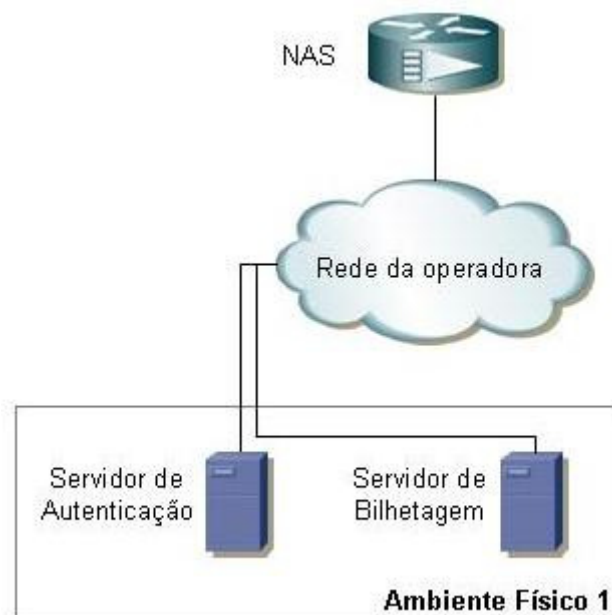 NAS
Rede da operadora
Servidor de
Autenticação
Servidor de
Bilhetagem
Ambiente Físico 1